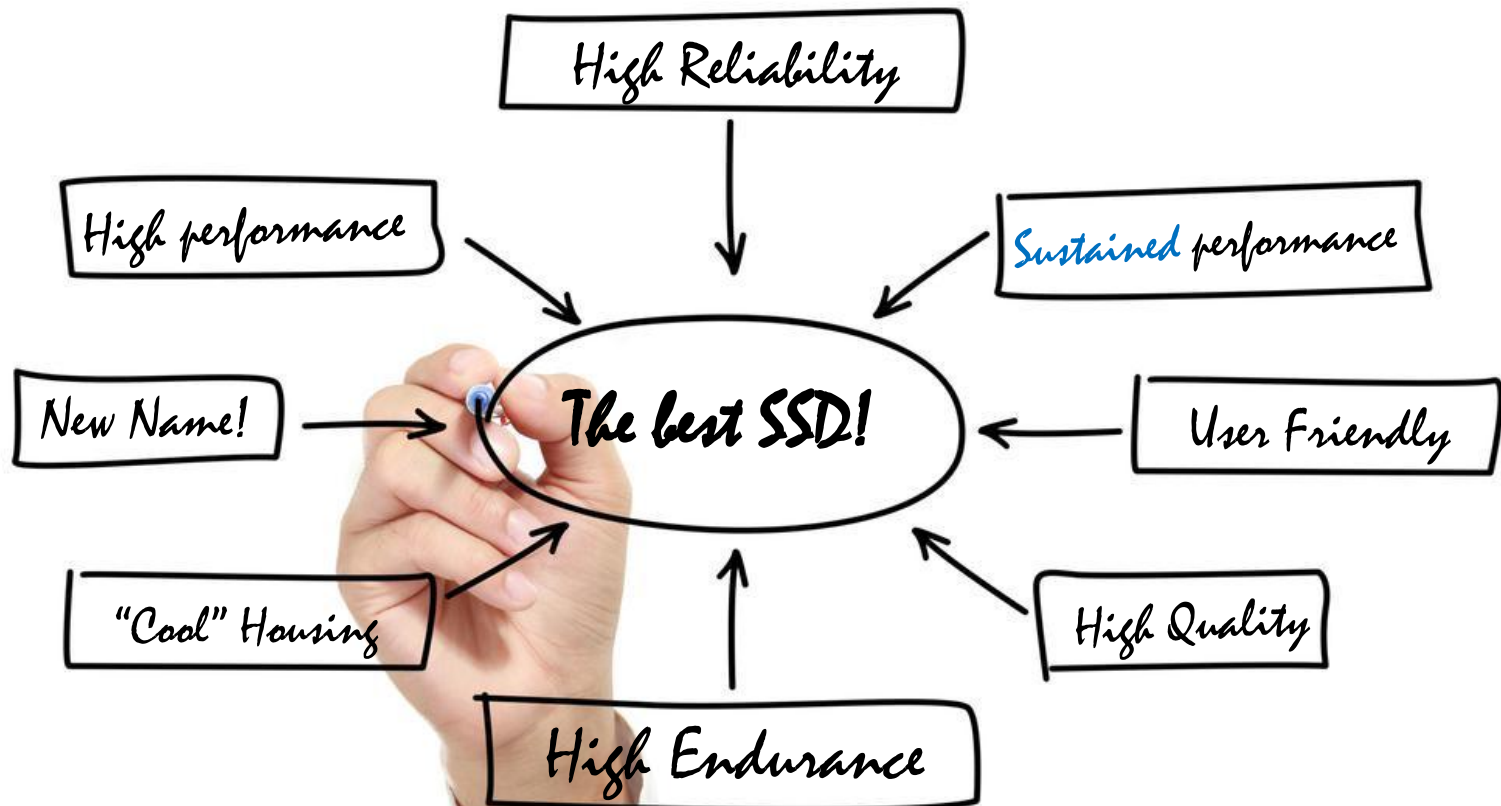 High Reliability
High performance
Sustained performance
New Name!
The best SSD!
User Friendly
“Cool” Housing
High Quality
High Endurance